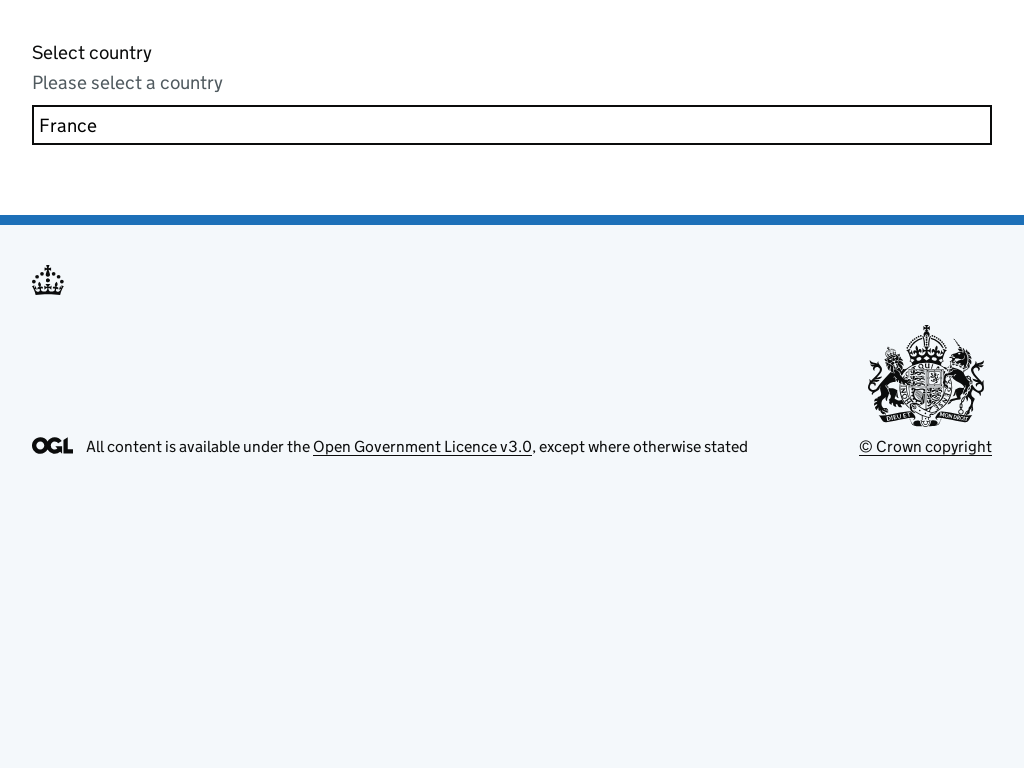 Select country
Please select a country
France
DIEU ET MON DROIT
OGL All content is available under the Open Government Licence v3.0, except where otherwise stated
© Crown copyright